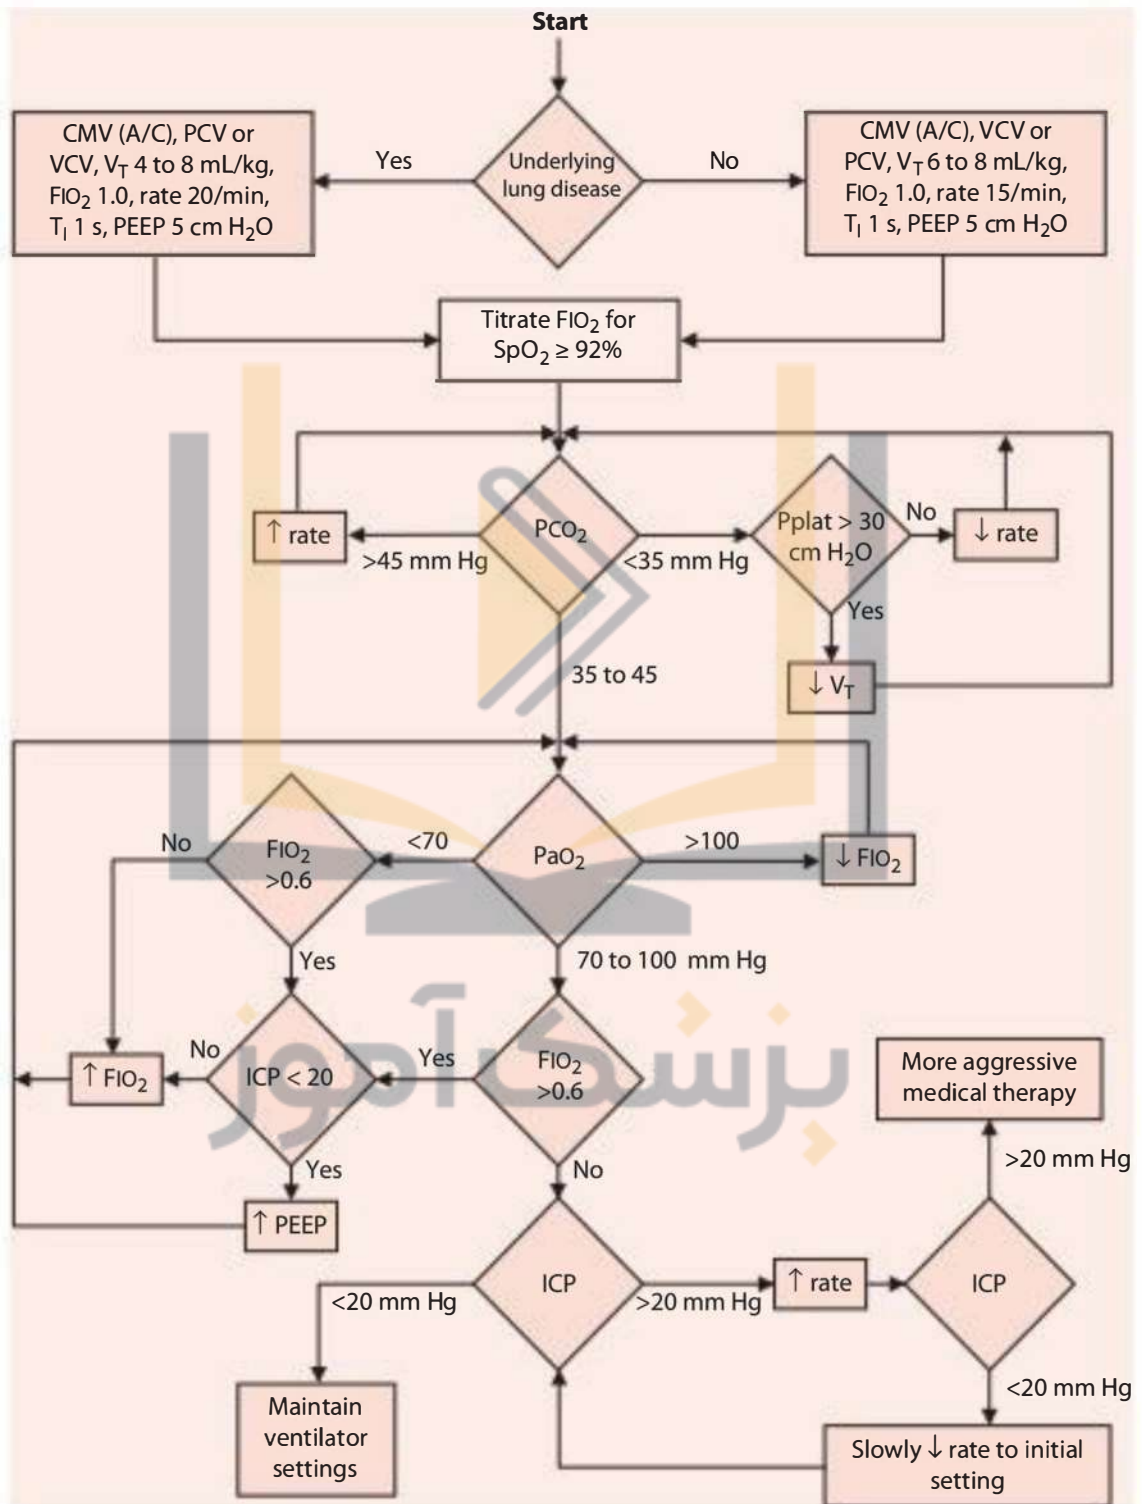 Start
CMV (A/C), PCV or
VCV, VT 4 to 8 mL/kg,
FIO2 1.0, rate 20/min,
TI 1 s, PEEP 5 cm H2O
Yes
Underlying
lung disease
No
CMV (A/C), VCV or
PCV, VT 6 to 8 mL/kg,
FIO2 1.0, rate 15/min,
TI 1 s, PEEP 5 cm H2O
Titrate FIO2 for
SpO2 ≥ 92%
↑ rate
>45 mm Hg
PCO2
<35 mm Hg
Pplat > 30
cm H2O
No
↓ rate
Yes
↓ VT
35 to 45
No
FIO2
>0.6
<70
PaO2
>100
↓ FIO2
Yes
70 to 100 mm Hg
↑ FIO2
No
ICP < 20
Yes
FIO2
>0.6
More aggressive
medical therapy
پزشک آموز
Yes
No
>20 mm Hg
↑ PEEP
<20 mm Hg
ICP
>20 mm Hg
↑ rate
ICP
<20 mm Hg
Maintain
ventilator
settings
Slowly ↓ rate to initial
setting